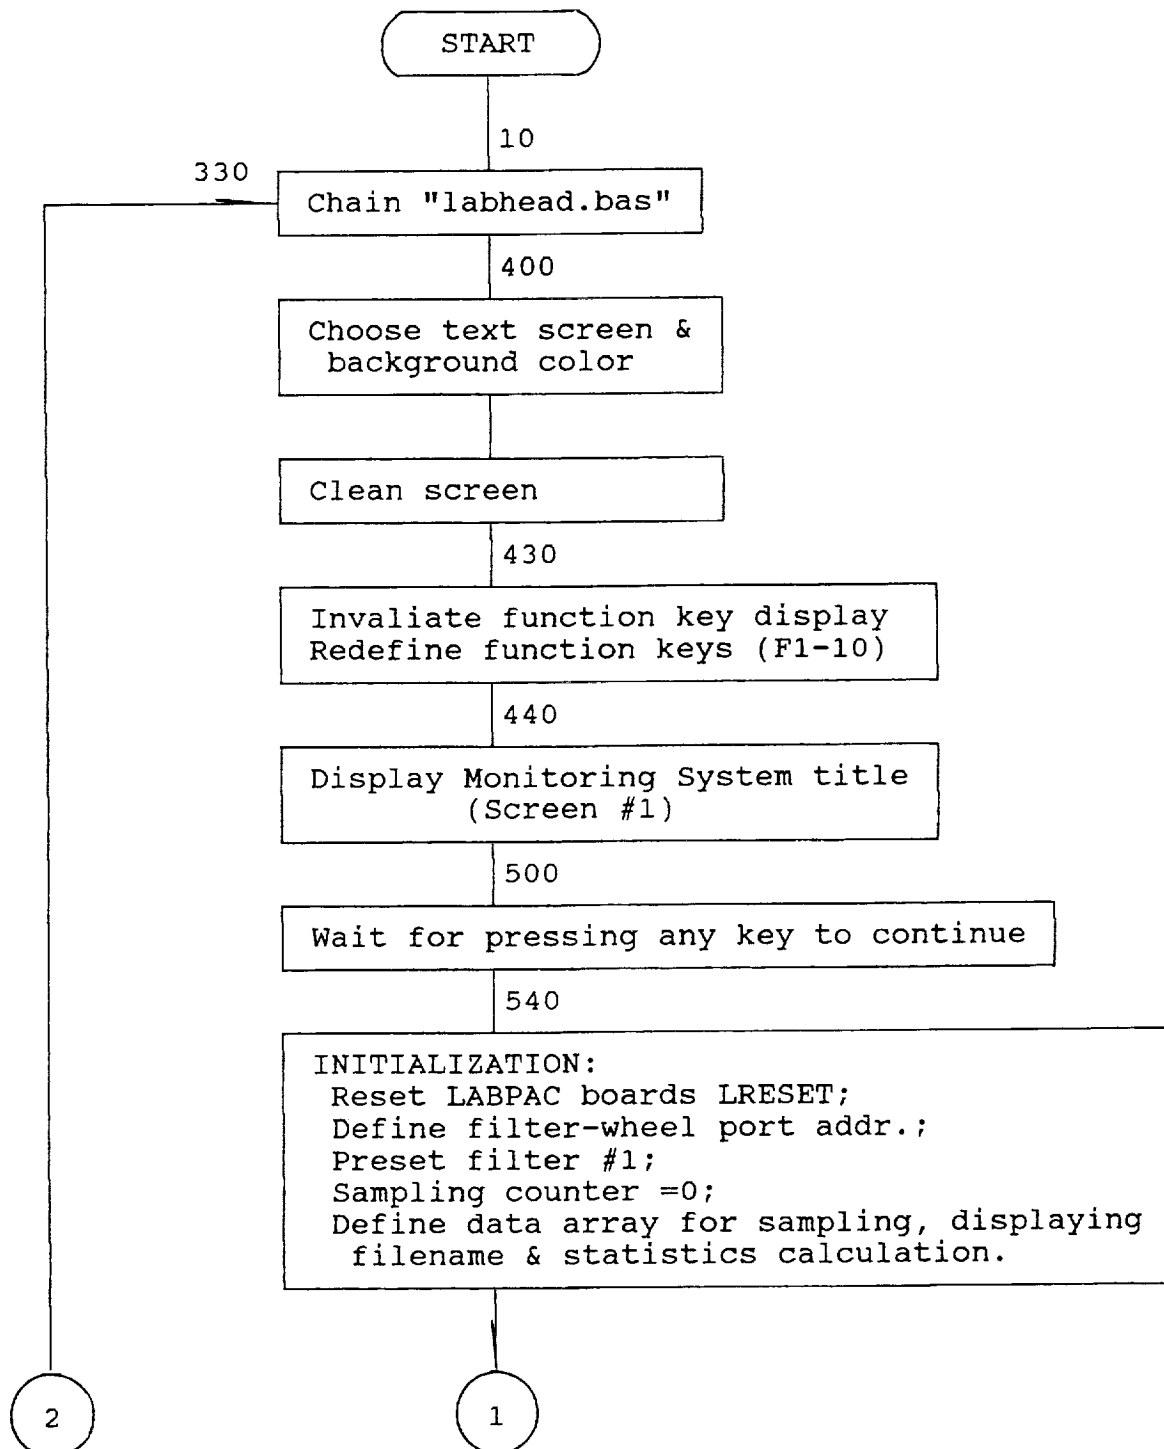 START
10
330
Chain "labhead.bas"
400
Choose text screen &
background color
Clean screen
430
Invaliate function key display
Redefine function keys (F1-10)
440
Display Monitoring System title
(Screen #1)
500
Wait for pressing any key to continue
540
INITIALIZATION:
Reset LABPAC boards LRESET;
Define filter-wheel port addr.;
Preset filter #1;
Sampling counter =0;
Define data array for sampling, displaying
filename & statistics calculation.
2
1